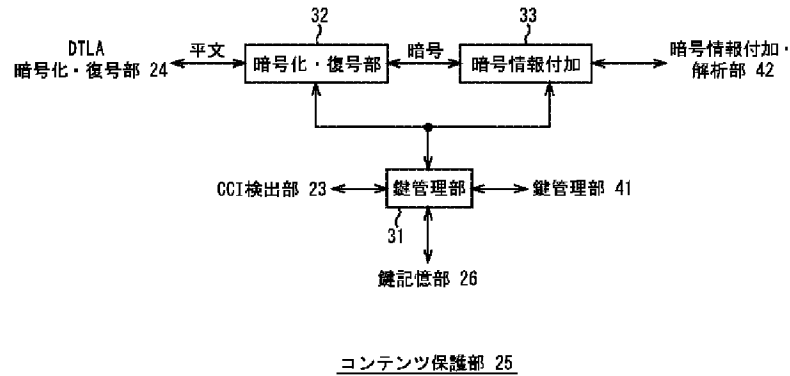 32
33
DTLA
暗号化・復号部 24
平文
暗号化・復号部
暗号
暗号情報付加
暗号情報付加・
解析部 42
CCI検出部 23
鍵管理部
鍵管理部 41
31
鍵記憶部 26
コンテンツ保護部 25